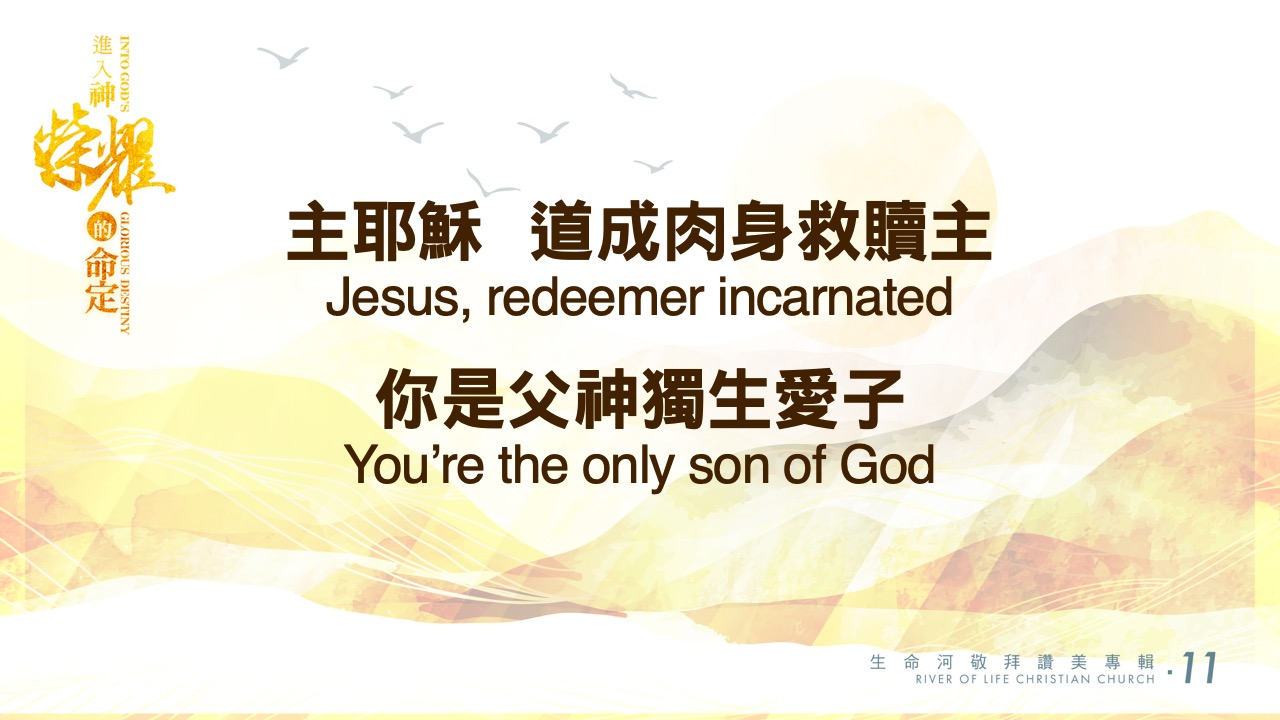 進入神
榮耀
的
命定
INTO GOD'S
GLORIOUS DESTINY
主耶穌 道成肉身救贖主
Jesus, redeemer incarnated
你是父神獨生愛子
You’re the only son of God
生命河敬拜讚美專輯 ·11
RIVER OF LIFE CHRISTIAN CHURCH